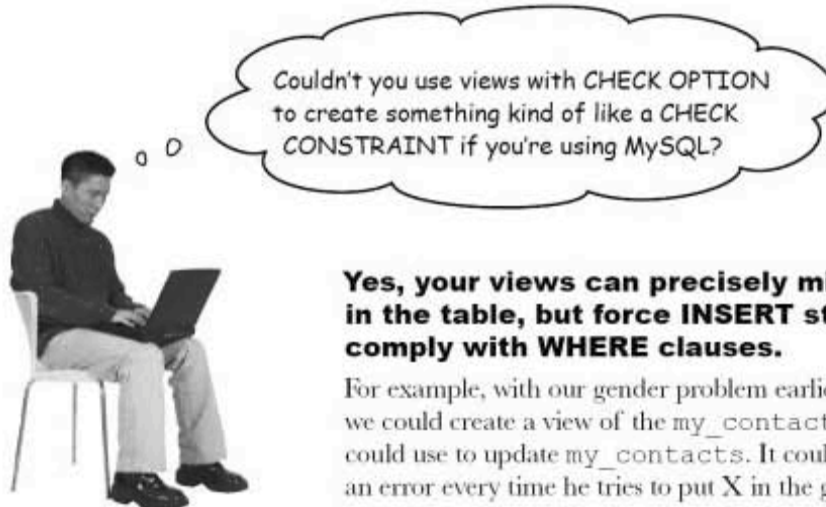 Couldn't you use views with CHECK OPTION
to create something kind of like a CHECK
CONSTRAINT if you're using MySQL?
Yes, your views can precisely
in the table, but force INSERT
comply with WHERE clauses.
For example, with our gender problem
we could create a view of the
could use to update my_contacts. It
an error every time he tries to put X in the